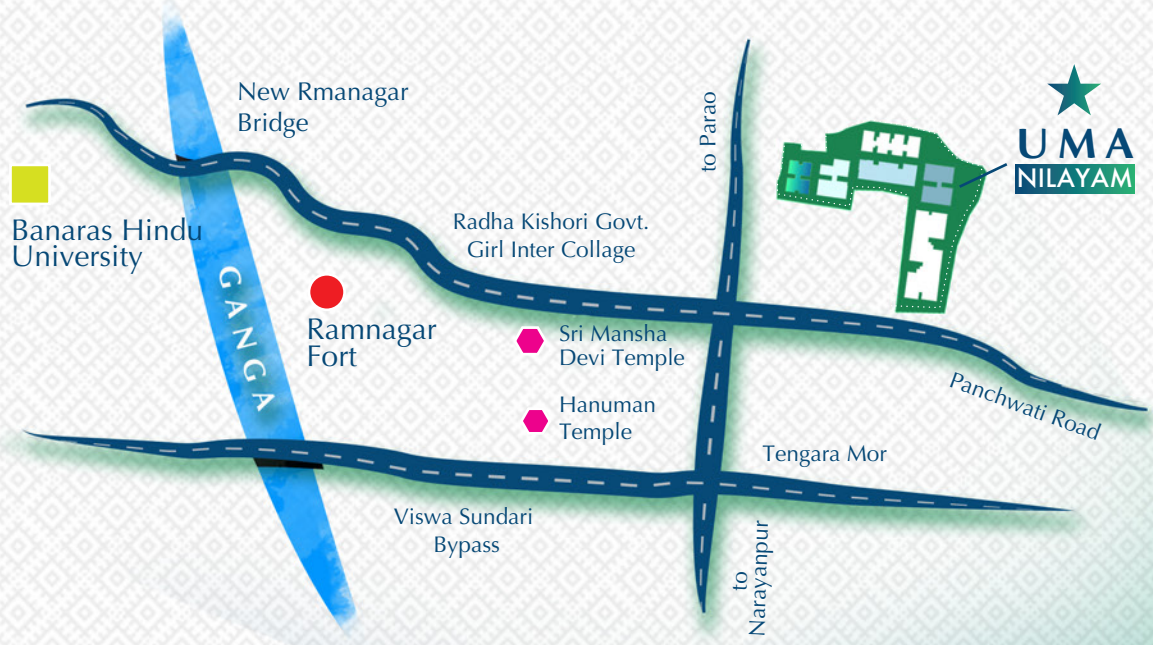 New Rmanagar
Bridge
to Parao
UMA
NILAYAM
Banaras Hindu
University
Radha Kishori Govt.
Girl Inter Collage
GANGA
Ramnagar
Fort
Sri Mansha
Devi Temple
Panchwati Road
Hanuman
Temple
Tengara Mor
Viswa Sundari
Bypass
to
Narayanpur